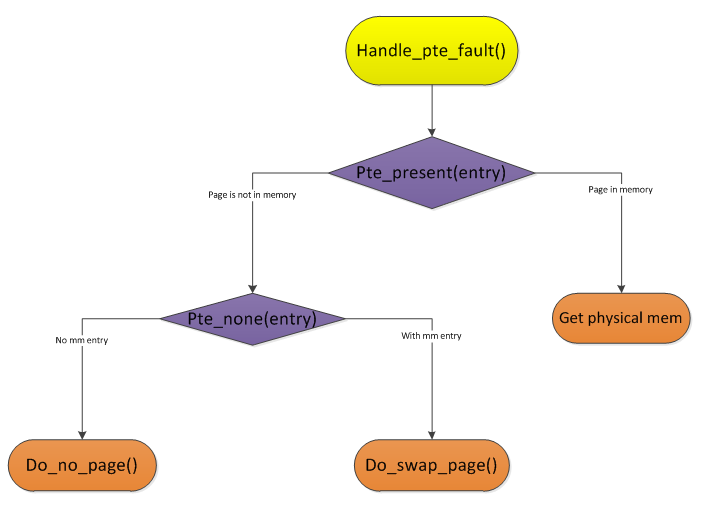 Handle_pte_fault()
Pte_present(entry)
Page is not in memory
Page in memory
Pte_none(entry)
Get physical mem
No mm entry
With mm entry
Do_no_page()
Do_swap_page()